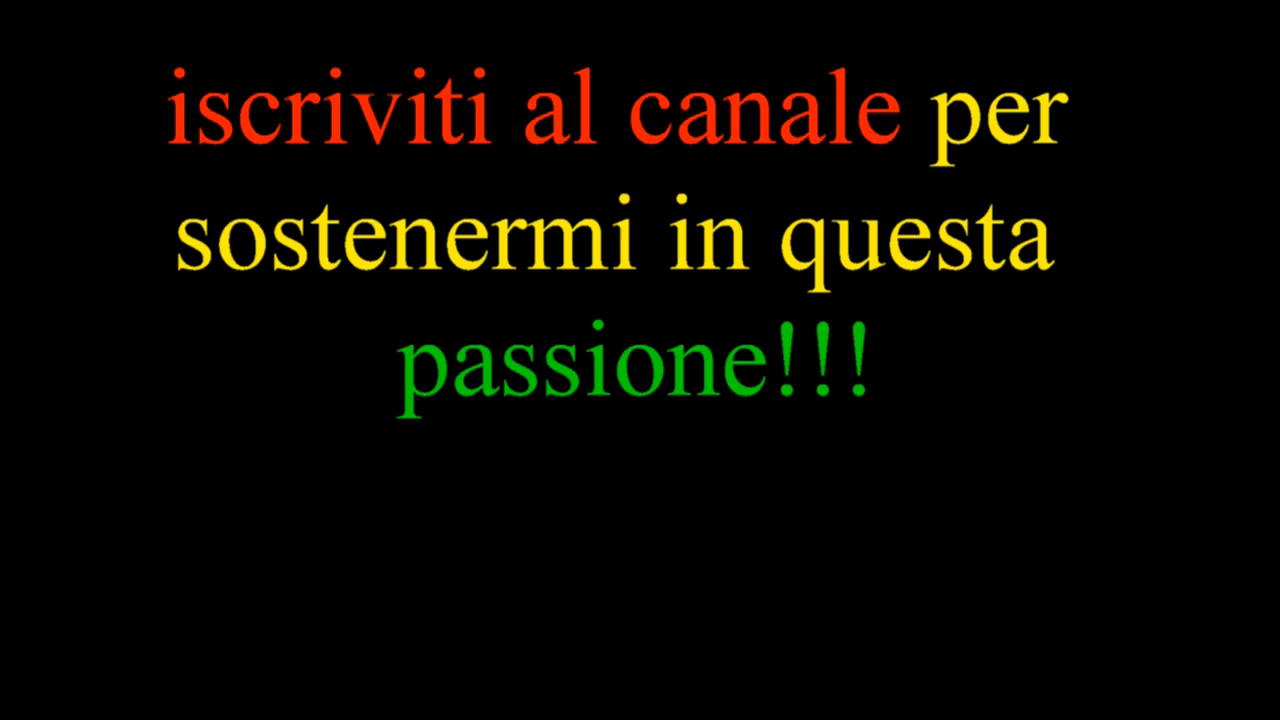 iscriviti al canale per
sostenermi in questa
passione!!!